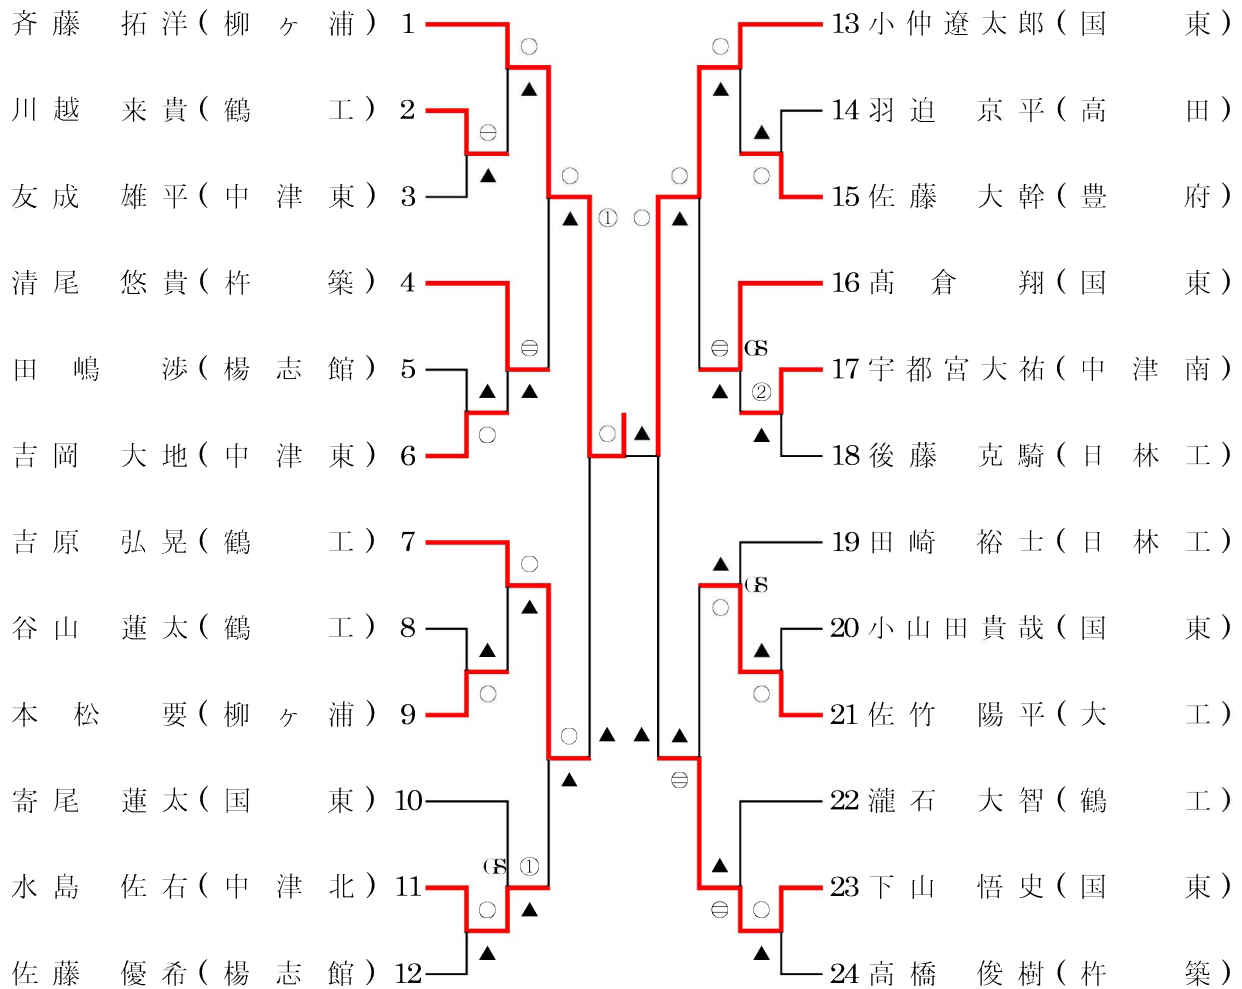 斉藤 拓洋(柳ヶ浦) 1
川越 来貴(鶴工) 2
友成 雄平(中津東) 3
清尾 悠貴(杵築) 4
田嶋 渉(楊志館) 5
吉岡 大地(中津東) 6
吉原 弘晃(鶴工) 7
谷山 蓮太(鶴工) 8
本松 要(柳ヶ浦) 9
寄尾 蓮太(国東) 10
水島 佐右(中津北) 11
佐藤 優希(楊志館) 12
① 
GS ①
13 小仲遼太郎(国東)
14 羽迫 京平(高田)
15 佐藤 大幹(豊府)
16 髙倉 翔(国東)
GS
17 宇都宮大祐(中津南)
②
18 後藤 克騎(日林工)
19 田崎 裕士(日林工)
GS
20 小山田貴哉(国東)
21 佐竹 陽平(大工)
22 瀧石 大智(鶴工)
23 下山 悟史(国東)
24 高橋 俊樹(杵築)